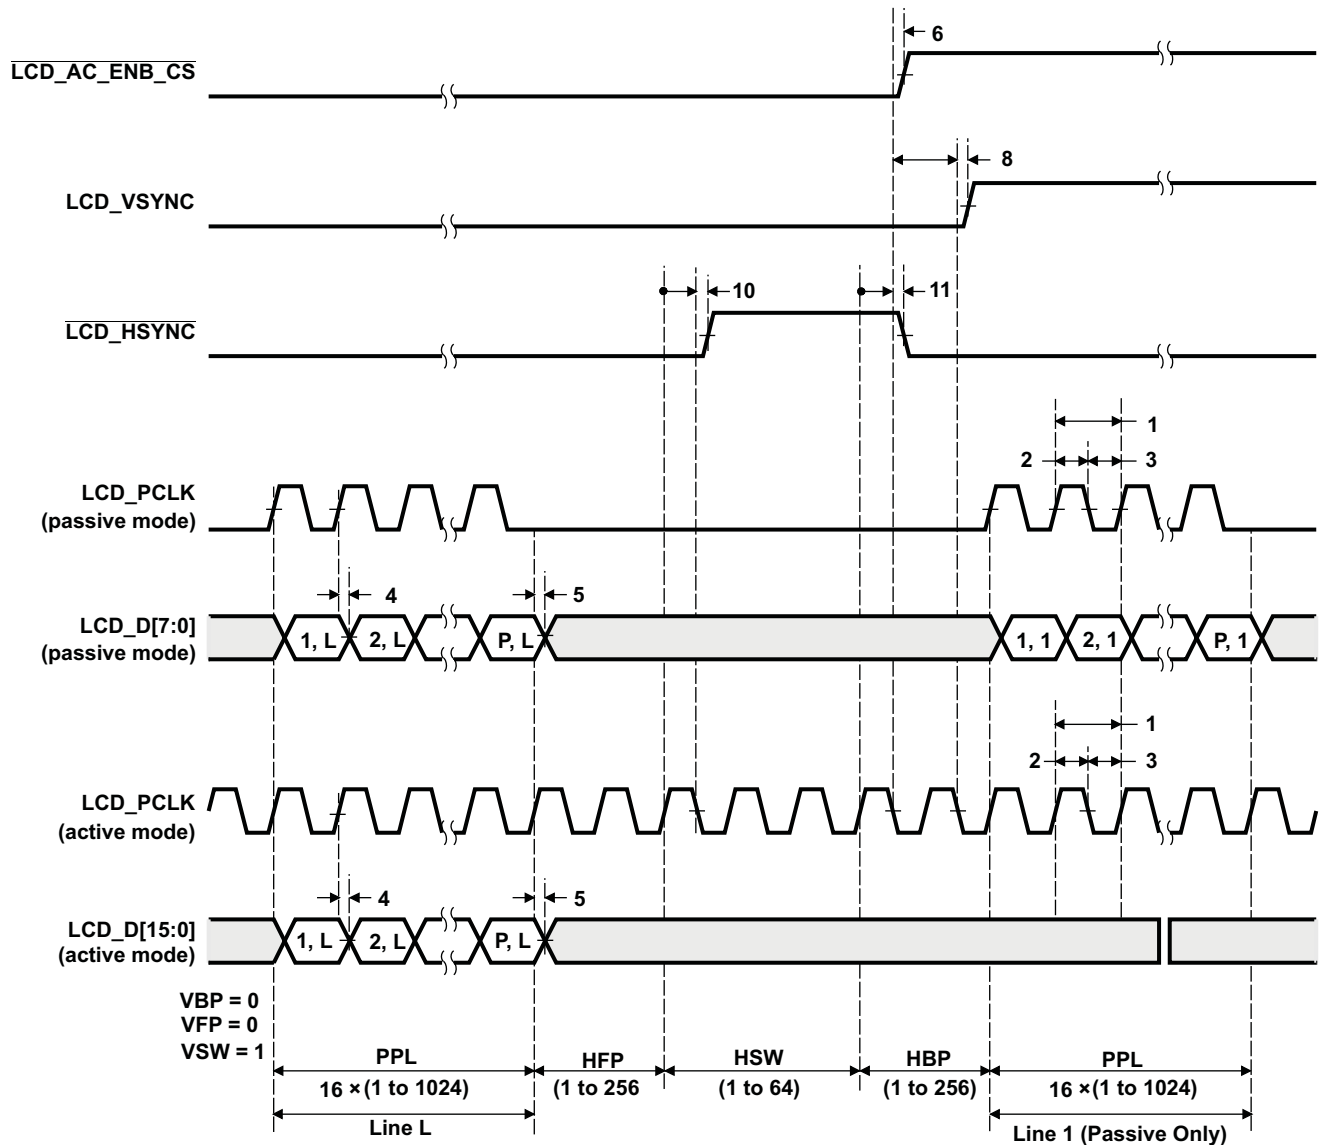 6
LCD_AC_ENB_CS
8
LCD_VSYNC
10
11
LCD_HSYNC
1
2
3
LCD_PCLK
(passive mode)
4
5
LCD_D[7:0]
(passive mode)
1, L
2, L
P, L
1, 1
2, 1
P, 1
1
2
3
LCD_PCLK
(active mode)
4
5
LCD_D[15:0]
(active mode)
1, L
2, L
P, L
VBP = 0
VFP = 0
VSW = 1
PPL
16 × (1 to 1024)
HFP
(1 to 256
HSW
(1 to 64)
HBP
(1 to 256)
PPL
16 × (1 to 1024)
Line L
Line 1 (Passive Only)